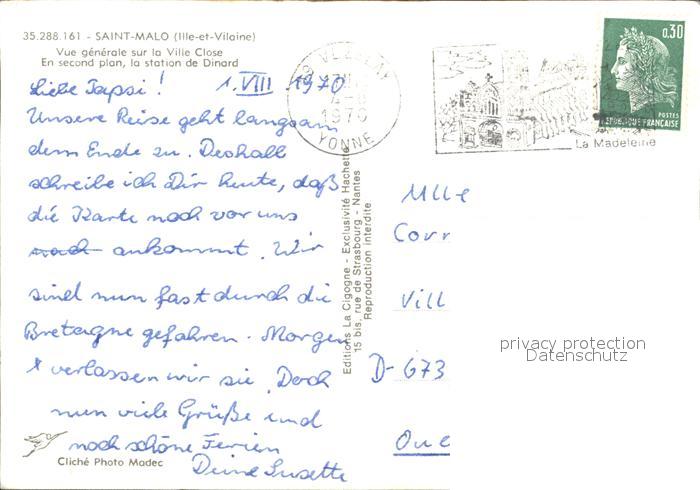 35.288.161 - SAINT-MALO (Ille-et-Vilaine)
Vue générale sur la Ville Close
En second plan, la station de Dinard
1. VIII. 1970
Liebe Tapsi!
Unsere Reise geht langsam
dem Ende zu. Deshalb
schreibe ich Dir heute, daß
die Karte noch vor uns
noch ankommt. Wir
sind nun fast durch die
Bretagne gefahren. Morgen
verlassen wir sie. Doch
nun viele Grüße und
noch schöne Ferien
Deine Susette
Cliché Photo Madec
Editions La Cigogne - Exclusivité Hachette
15 bis, rue de Strasbourg - Nantes
Reproduction interdite
VEZELAY
1970
YONNE
La Madeleine
0,30
POSTES
REPUBLIQUE FRANÇAISE
Mlle
Corr
Vill
D-673
privacy protection
Datenschutz